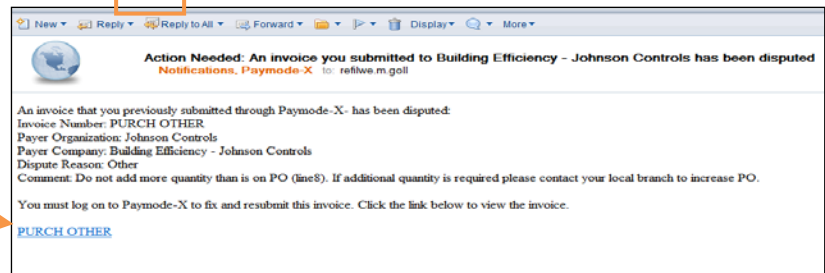 New Reply Reply to All Forward Display More
Action Needed: An invoice you submitted to Building Efficiency - Johnson Controls has been disputed
Notifications, Paymode-X to: refilwe.m.goll
An invoice that you previously submitted through Paymode-X- has been disputed:
Invoice Number: PURCH OTHER
Payer Organization: Johnson Controls
Payer Company: Building Efficiency - Johnson Controls
Dispute Reason: Other
Comment: Do not add more quantity than is on PO (line8). If additional quantity is required please contact your local branch to increase PO.
You must log on to Paymode-X to fix and resubmit this invoice. Click the link below to view the invoice.
PURCH OTHER